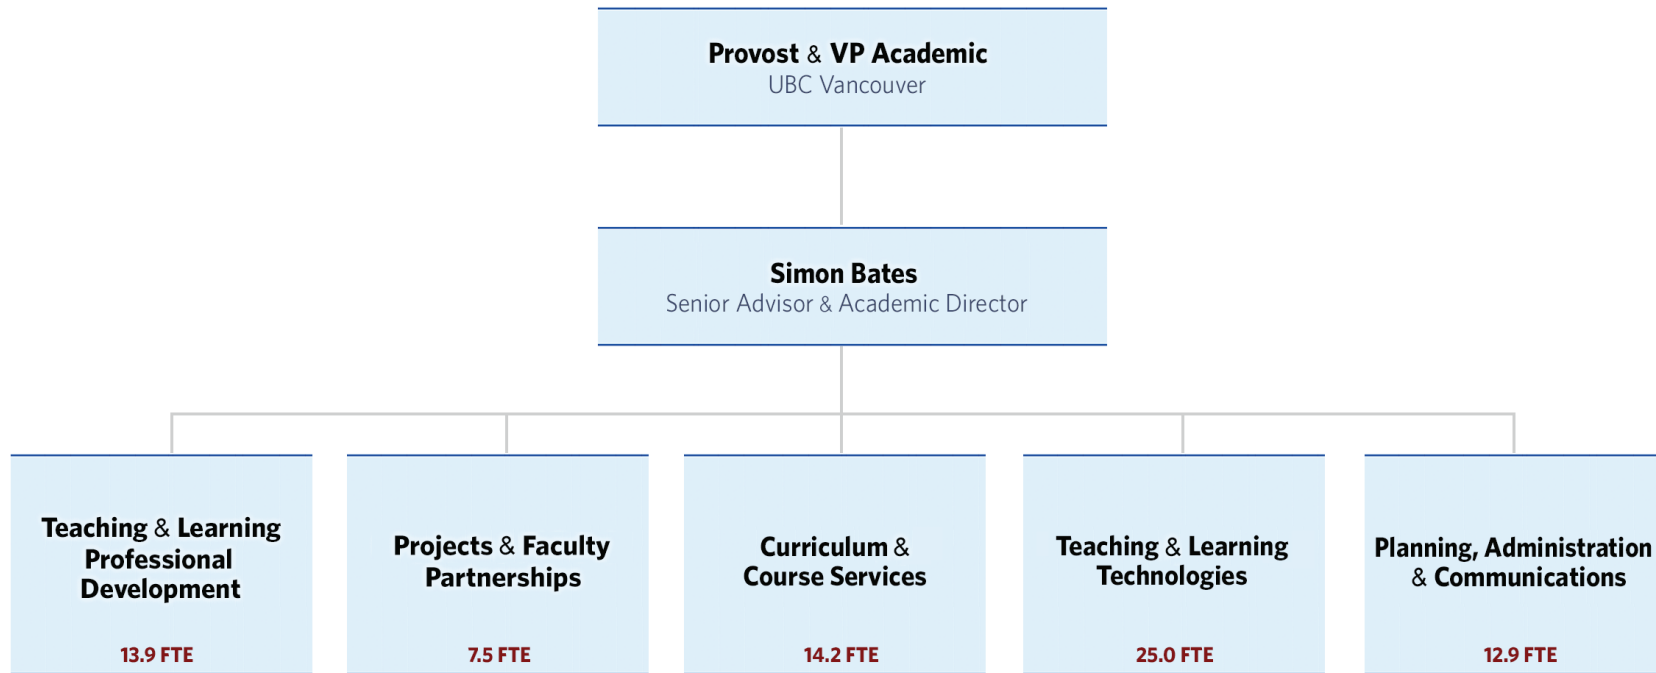 Provost & VP Academic
UBC Vancouver
Simon Bates
Senior Advisor & Academic Director
Teaching & Learning
Professional
Development
13.9 FTE
Projects & Faculty
Partnerships
7.5 FTE
Curriculum &
Course Services
14.2 FTE
Teaching & Learning
Technologies
25.0 FTE
Planning, Administration
& Communications
12.9 FTE